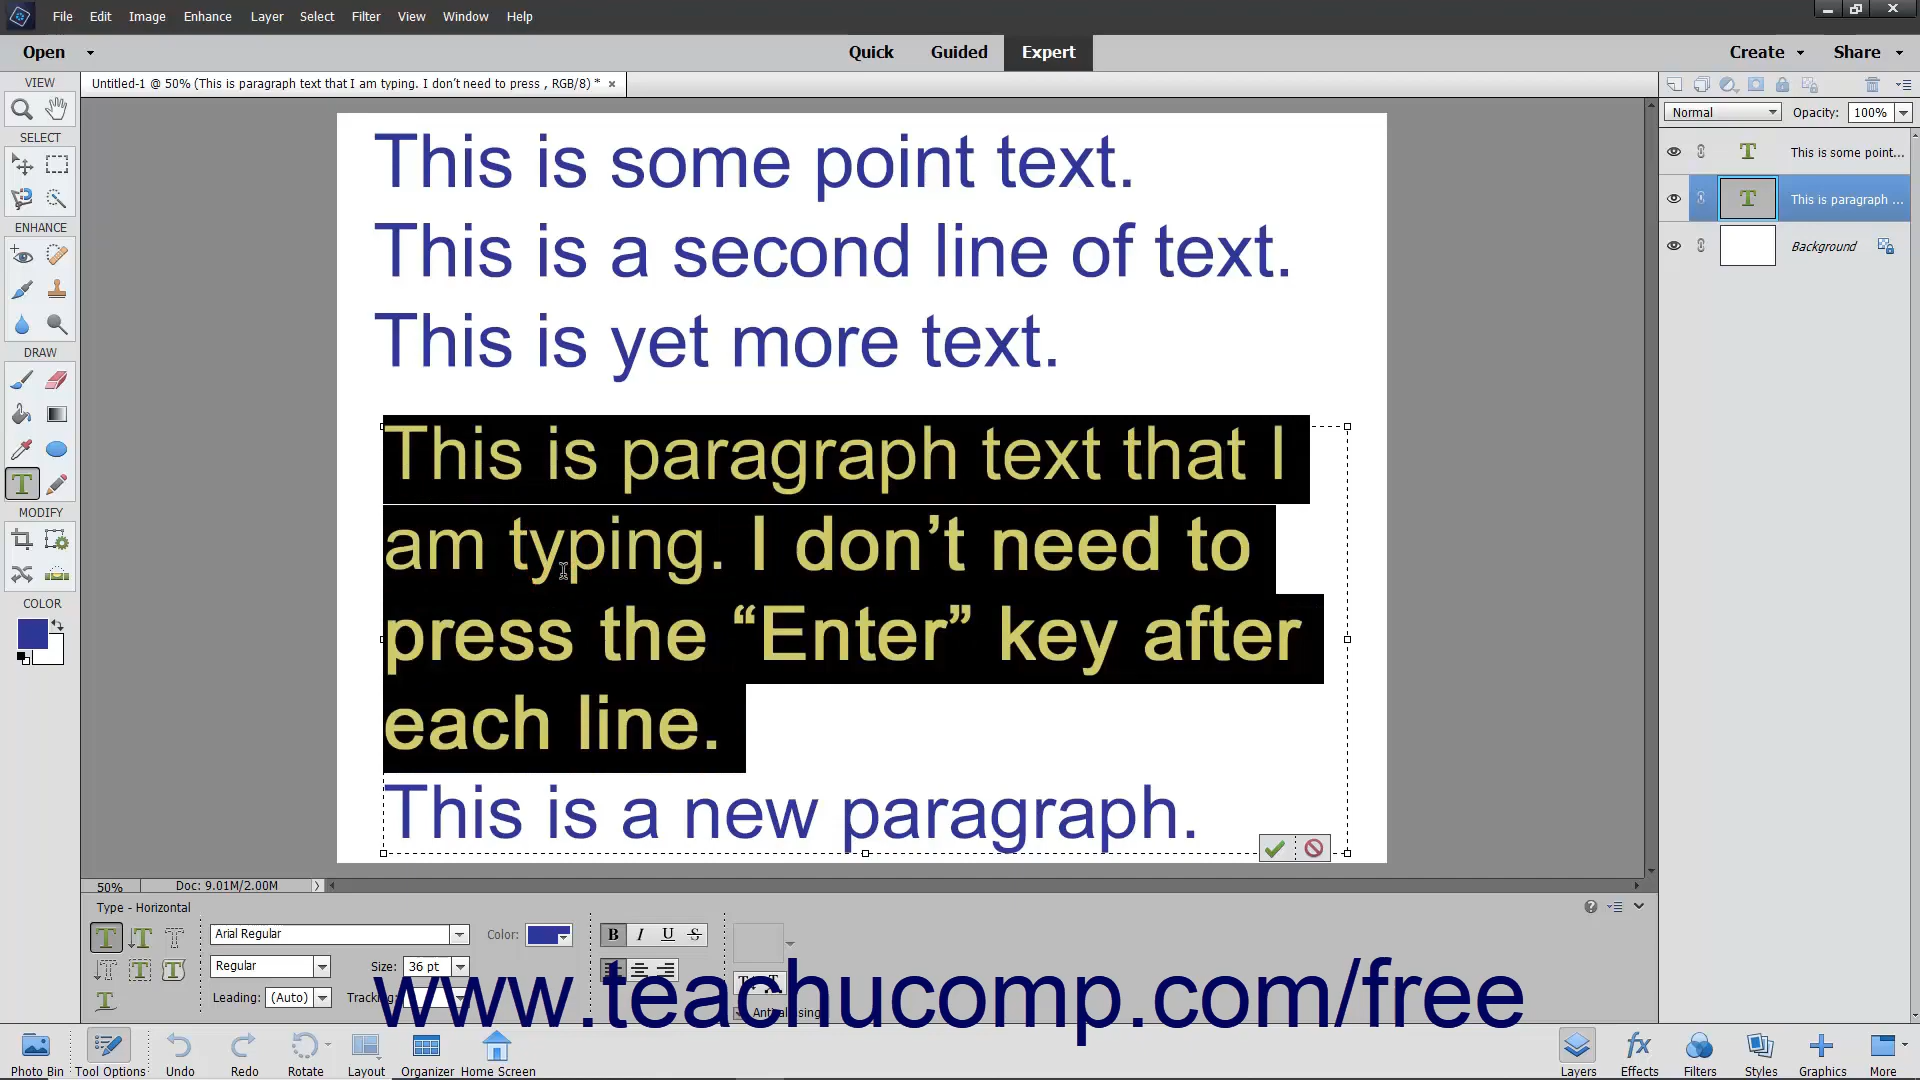 File Edit Image Enhance Layer Select Filter View Window Help
Open Quick Guided Expert Create Share
VIEW
Untitled-1 @ 50% (This is paragraph text that I am typing. I don't need to press , RGB/8) * ×
Normal Opacity: 100%
SELECT
This is some point text.
This is some point...
This is paragraph ...
ENHANCE
This is a second line of text.
Background
This is yet more text.
DRAW
This is paragraph text that I
am typing. I don’t need to
MODIFY
press the “Enter” key after
COLOR
each line.
This is a new paragraph.
50% Doc: 9.01M/2.00M
Type - Horizontal
Arial Regular Color: B I U S
Regular Size: 36 pt
Leading: (Auto) Tracking:
Anti-aliasing
www.teachucomp.com/free
Photo Bin Tool Options Undo Redo Rotate Layout Organizer Home Screen Layers Effects Filters Styles Graphics More